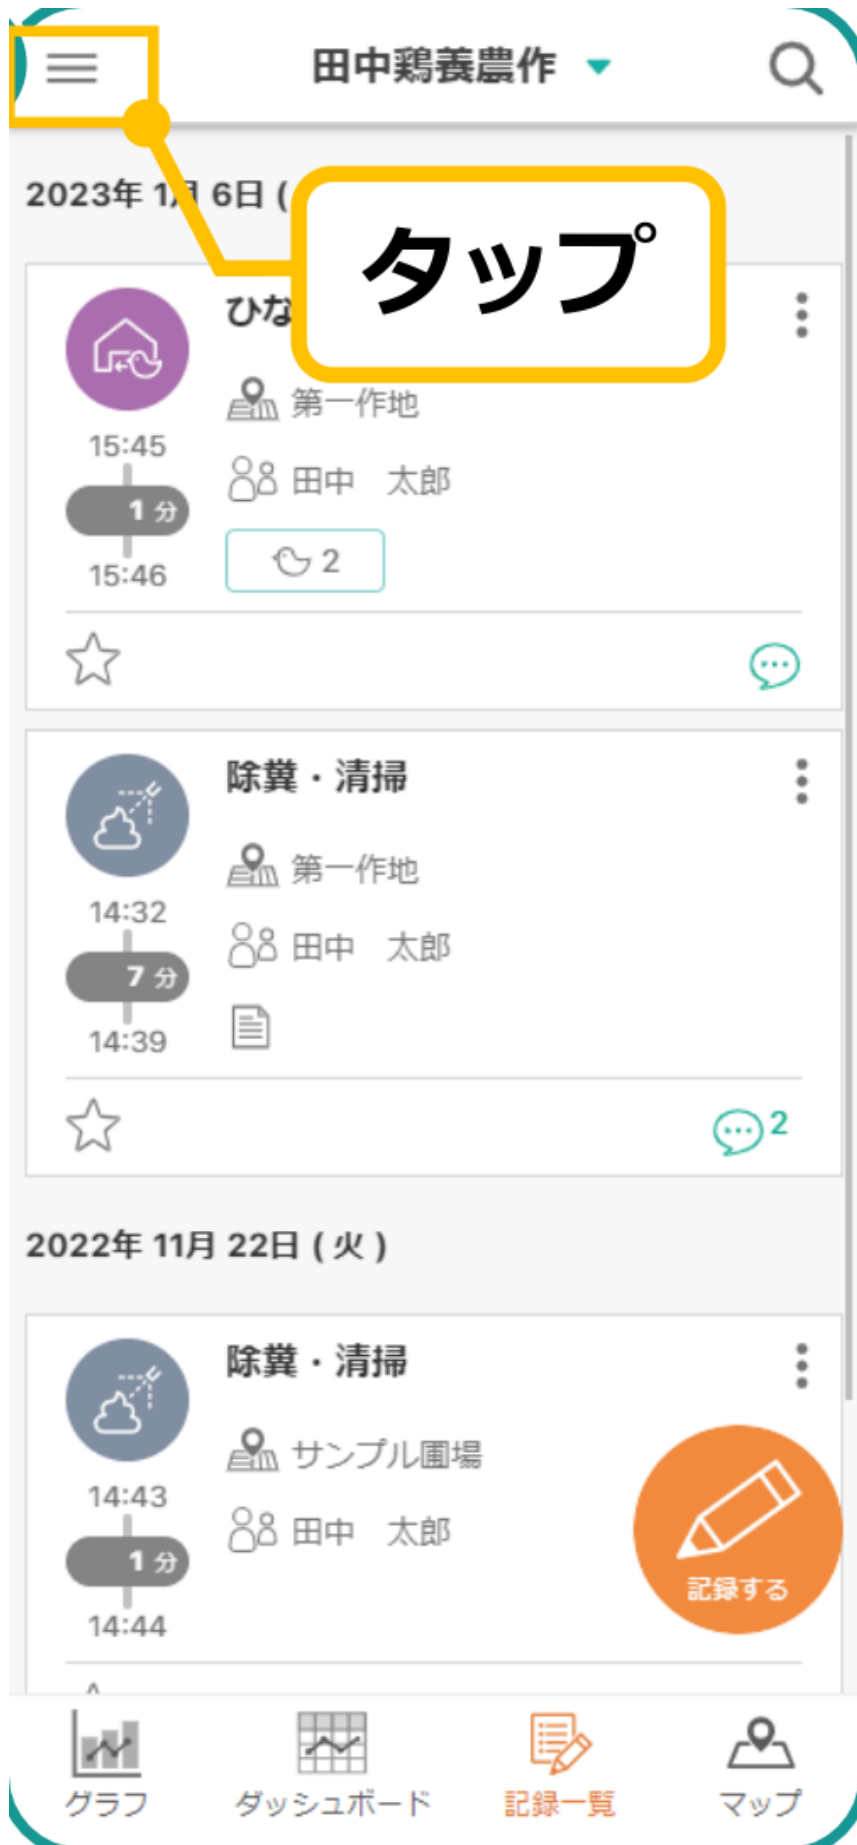 田中鶏養農作
2023年 1月 6日 (
タップ
ひな
第一作地
15:45
田中 太郎
1 分
2
15:46
除糞・清掃
第一作地
14:32
田中 太郎
7 分
14:39
2
2022年 11月 22日 ( 火 )
除糞・清掃
サンプル圃場
14:43
田中 太郎
1 分
記録する
14:44
グラフ ダッシュボード 記録一覧 マップ